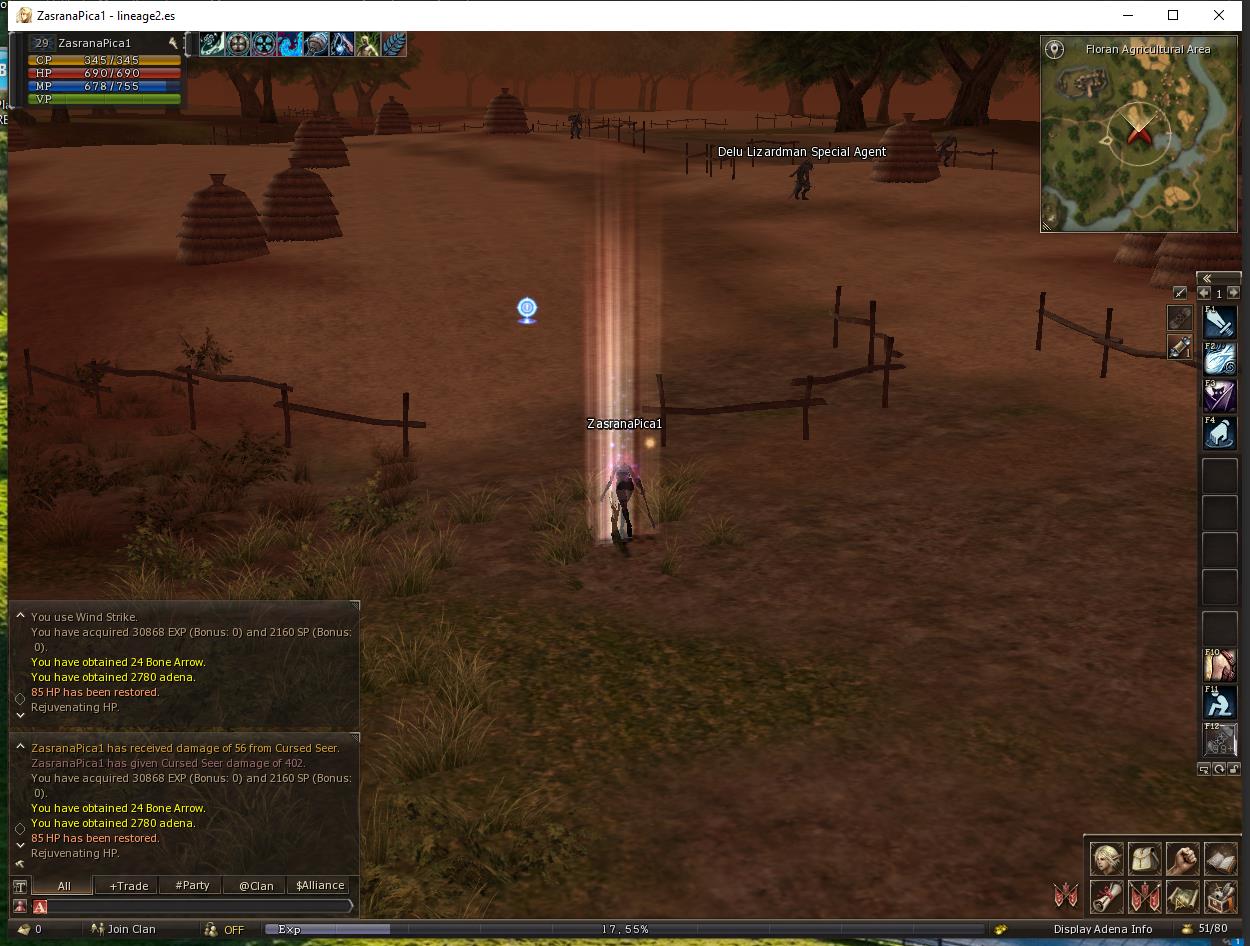 ZasranaPica1 - lineage2.es
29 ZasranaPica1
CP 345/345
HP 690/690
MP 678/755
VP
Floran Agricultural Area
Delu Lizardman Special Agent
1
F1
F2
F3
F4
1
ZasranaPica1
You use Wind Strike.
You have acquired 30868 EXP (Bonus: 0) and 2160 SP (Bonus:
0).
You have obtained 24 Bone Arrow.
You have obtained 2780 adena.
85 HP has been restored.
Rejuvenating HP.
F10
F11
F12
ZasranaPica1 has received damage of 56 from Cursed Seer.
ZasranaPica1 has given Cursed Seer damage of 402.
You have acquired 30868 EXP (Bonus: 0) and 2160 SP (Bonus:
0).
You have obtained 24 Bone Arrow.
You have obtained 2780 adena.
85 HP has been restored.
Rejuvenating HP.
All +Trade #Party @Clan $Alliance
A
0 Join Clan OFF Exp 17,55% Display Adena Info 51/80